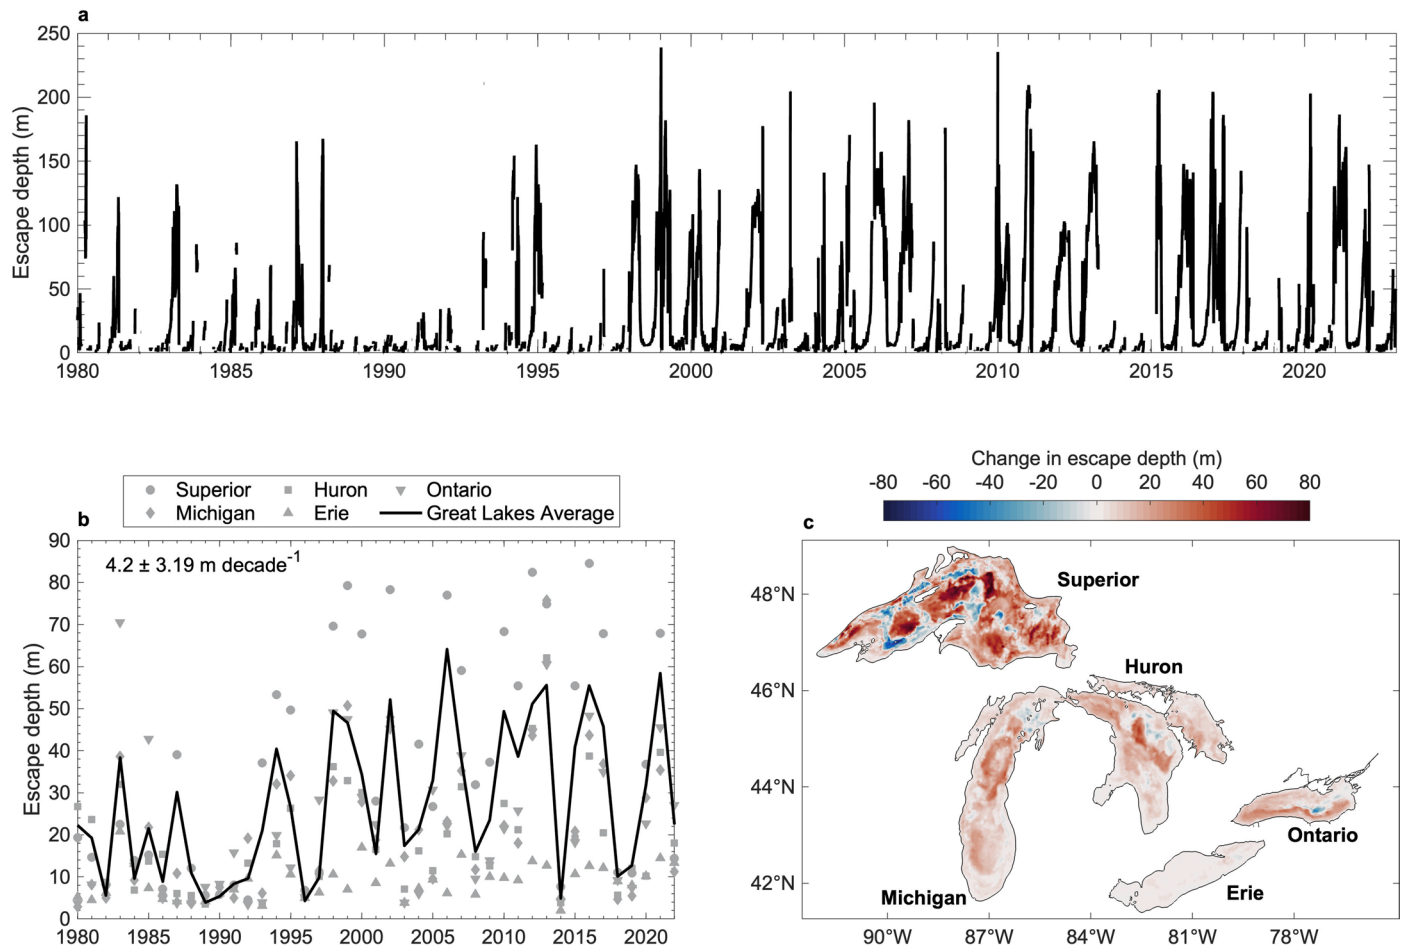 a
Escape depth (m)
250
200
150
100
50
0
1980 1985 1990 1995 2000 2005 2010 2015 2020
Superior Huron Ontario
Michigan Erie Great Lakes Average
b
4.2 ± 3.19 m decade⁻¹
Escape depth (m)
90
80
70
60
50
40
30
20
10
0
1980 1985 1990 1995 2000 2005 2010 2015 2020
Change in escape depth (m)
-80 -60 -40 -20 0 20 40 60 80
c
48°N
46°N
44°N
42°N
Superior
Huron
Ontario
Michigan
Erie
90°W 87°W 84°W 81°W 78°W